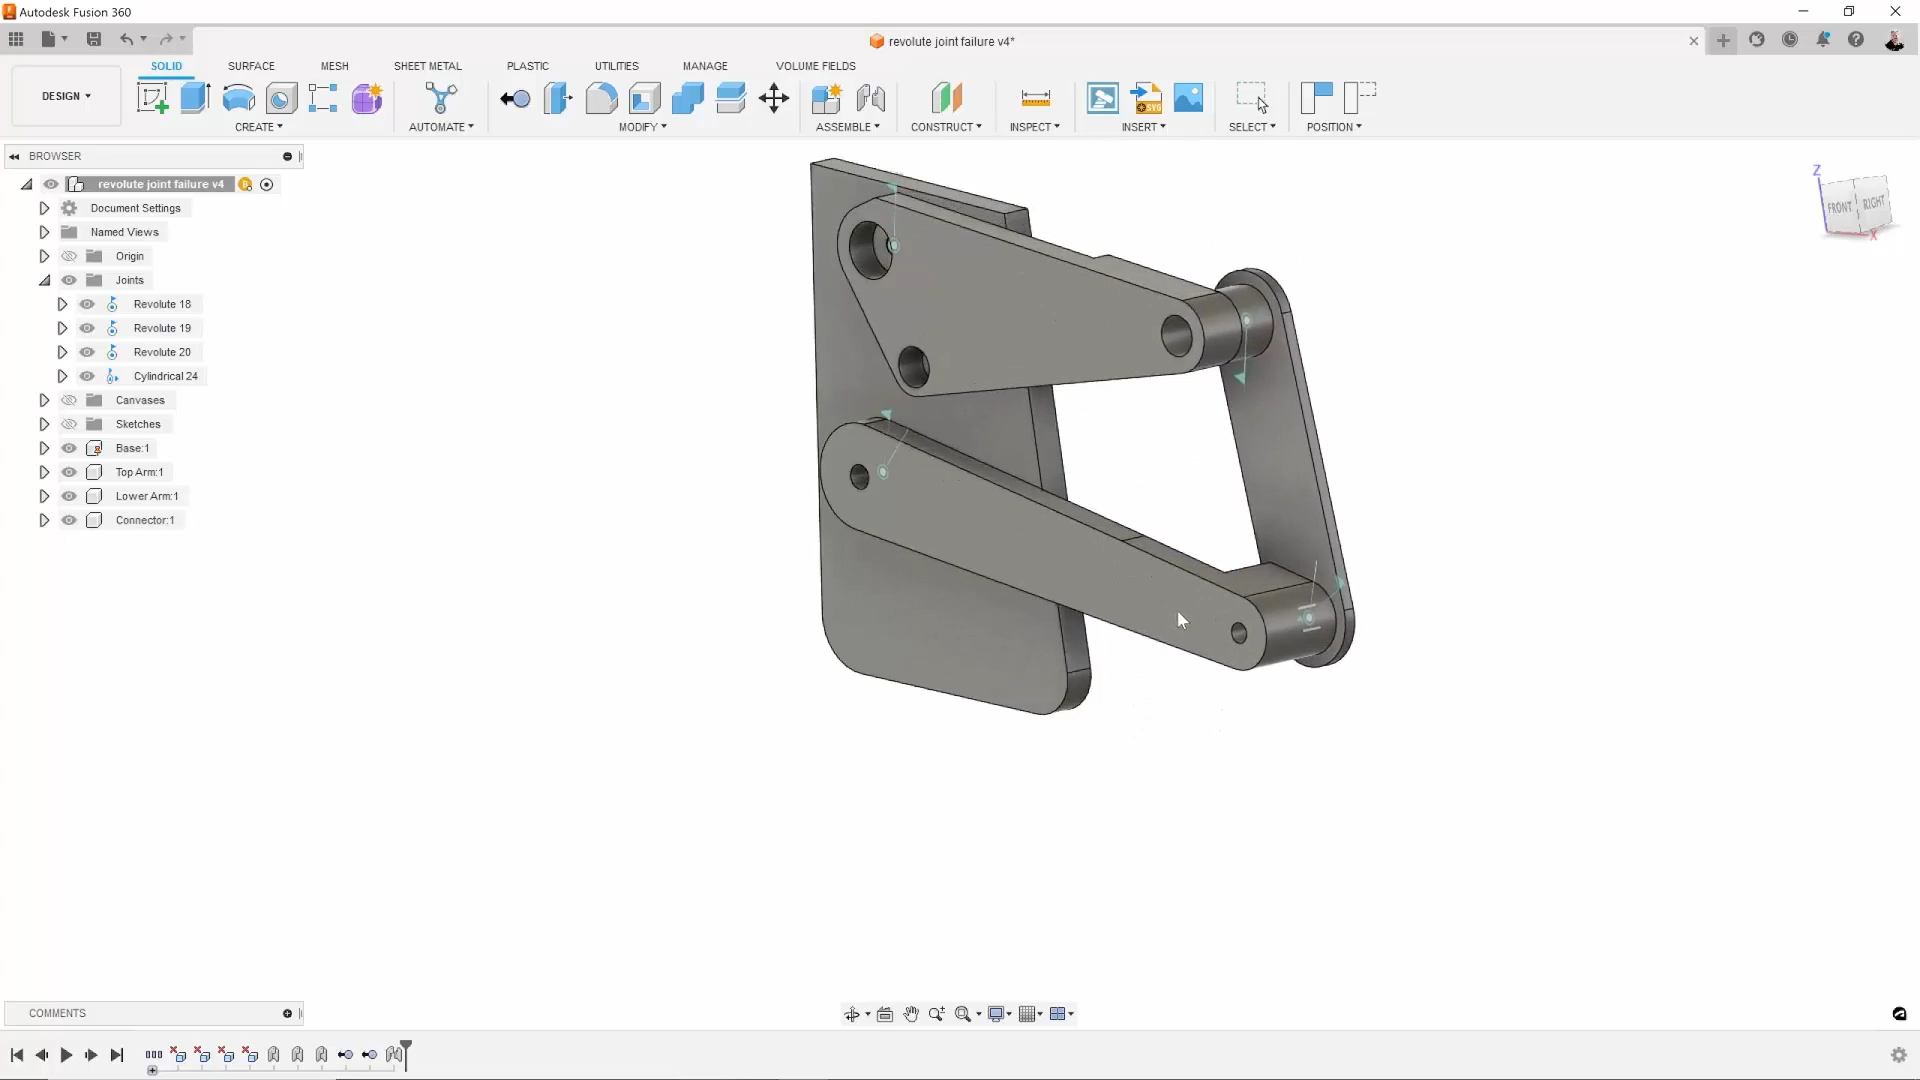 Autodesk Fusion 360
revolute joint failure v4*
DESIGN
SOLID
SURFACE
MESH
SHEET METAL
PLASTIC
UTILITIES
MANAGE
VOLUME FIELDS
CREATE
AUTOMATE
MODIFY
ASSEMBLE
CONSTRUCT
INSPECT
SVG
INSERT
SELECT
POSITION
BROWSER
revolute joint failure v4
Document Settings
Named Views
Origin
Joints
Revolute 18
Revolute 19
Revolute 20
Cylindrical 24
Canvases
Sketches
Base:1
Top Arm:1
Lower Arm:1
Connector:1
Z
FRONT
RIGHT
X
COMMENTS